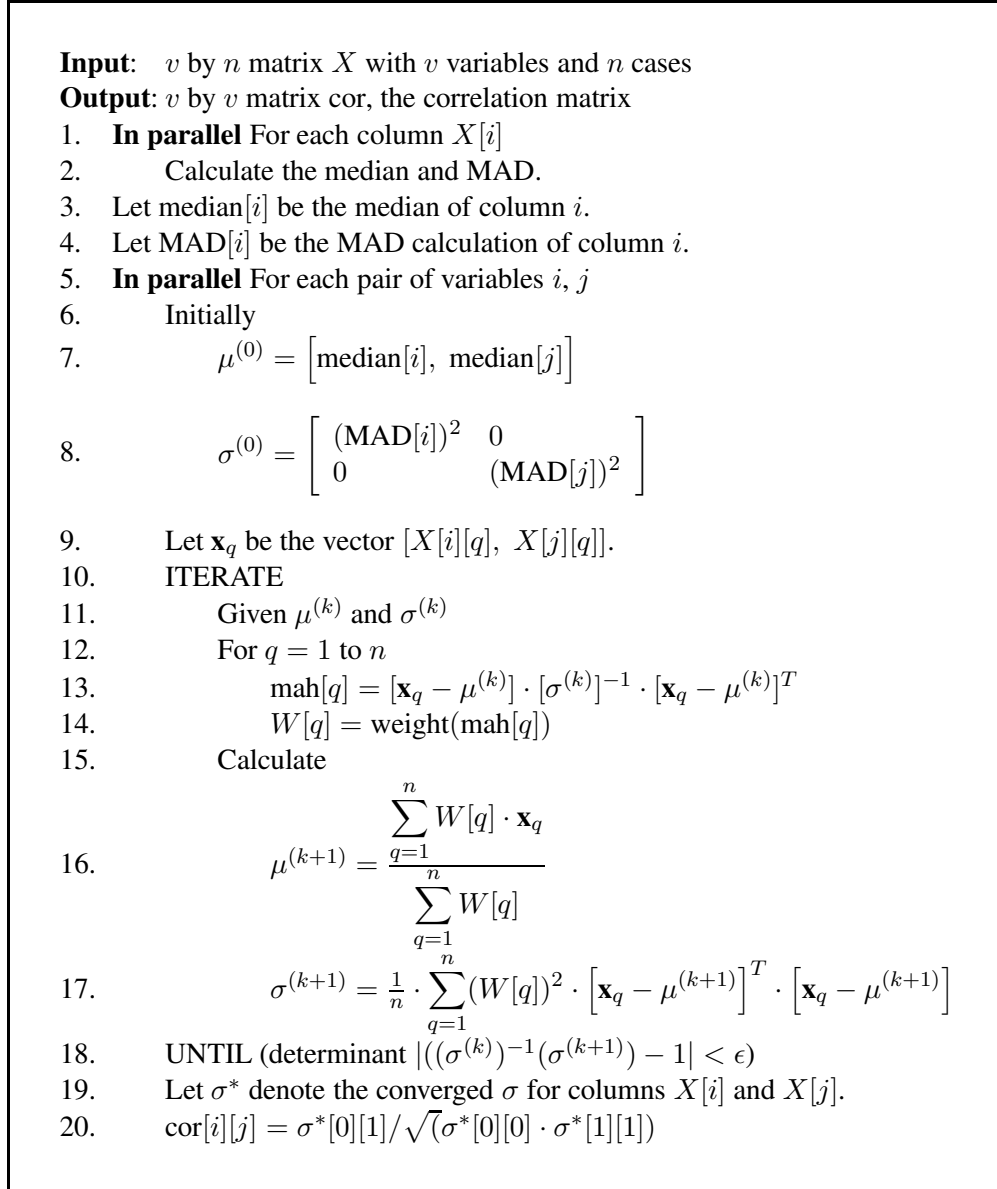 Input: v by n matrix X with v variables and n cases
Output: v by v matrix cor, the correlation matrix
1. In parallel For each column X[i]
2. Calculate the median and MAD.
3. Let median[i] be the median of column i.
4. Let MAD[i] be the MAD calculation of column i.
5. In parallel For each pair of variables i, j
6. Initially
7. μ^{(0)} = [median[i], median[j]]
8. σ^{(0)} = [ (MAD[i])^2 0
0 (MAD[j])^2 ]
9. Let x_q be the vector [X[i][q], X[j][q]].
10. ITERATE
11. Given μ^{(k)} and σ^{(k)}
12. For q = 1 to n
13. mah[q] = [x_q − μ^{(k)}] · [σ^{(k)}]^{−1} · [x_q − μ^{(k)}]^T
14. W[q] = weight(mah[q])
15. Calculate
16. μ^{(k+1)} = \frac{\sum_{q=1}^{n} W[q] · x_q}{\sum_{q=1}^{n} W[q]}
17. σ^{(k+1)} = \frac{1}{n} · \sum_{q=1}^{n} (W[q])^2 · [x_q − μ^{(k+1)}]^T · [x_q − μ^{(k+1)}]
18. UNTIL (determinant |((σ^{(k)})^{−1}(σ^{(k+1)}) − 1| < ϵ)
19. Let σ* denote the converged σ for columns X[i] and X[j].
20. cor[i][j] = σ*[0][1]/√(σ*[0][0] · σ*[1][1])